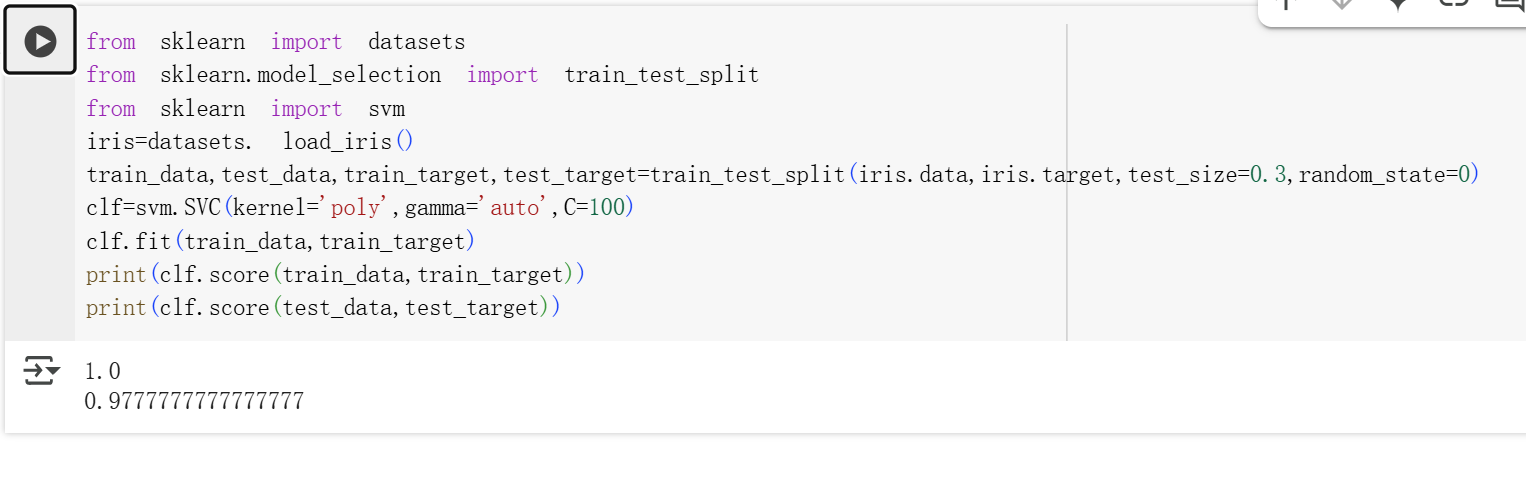 from  sklearn  import  datasets
from  sklearn.model_selection  import  train_test_split
from  sklearn  import  svm
iris=datasets.  load_iris()
train_data,test_data,train_target,test_target=train_test_split(iris.data,iris.target,test_size=0.3,random_state=0)
clf=svm.SVC(kernel='poly',gamma='auto',C=100)
clf.fit(train_data,train_target)
print(clf.score(train_data,train_target))
print(clf.score(test_data,test_target))
1.0
0.9777777777777777